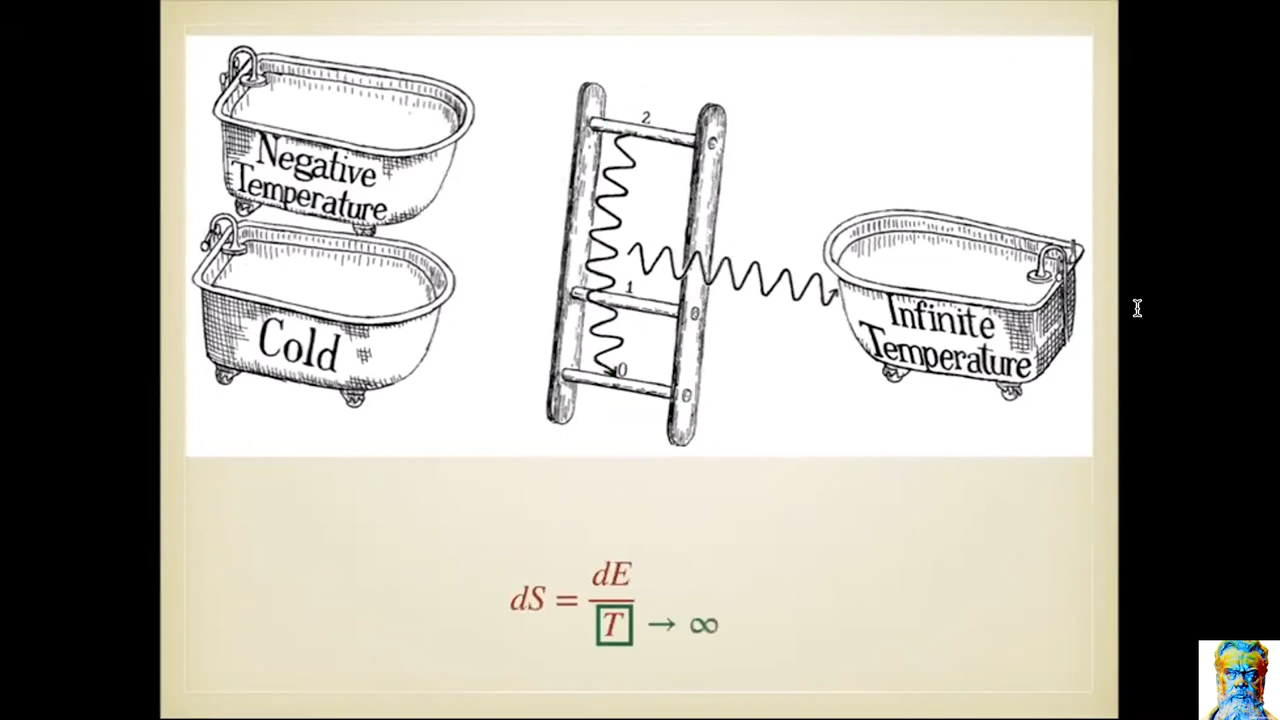 Negative
Temperature
Cold
2
1
0
Infinite
Temperature
dS = dE / T → ∞